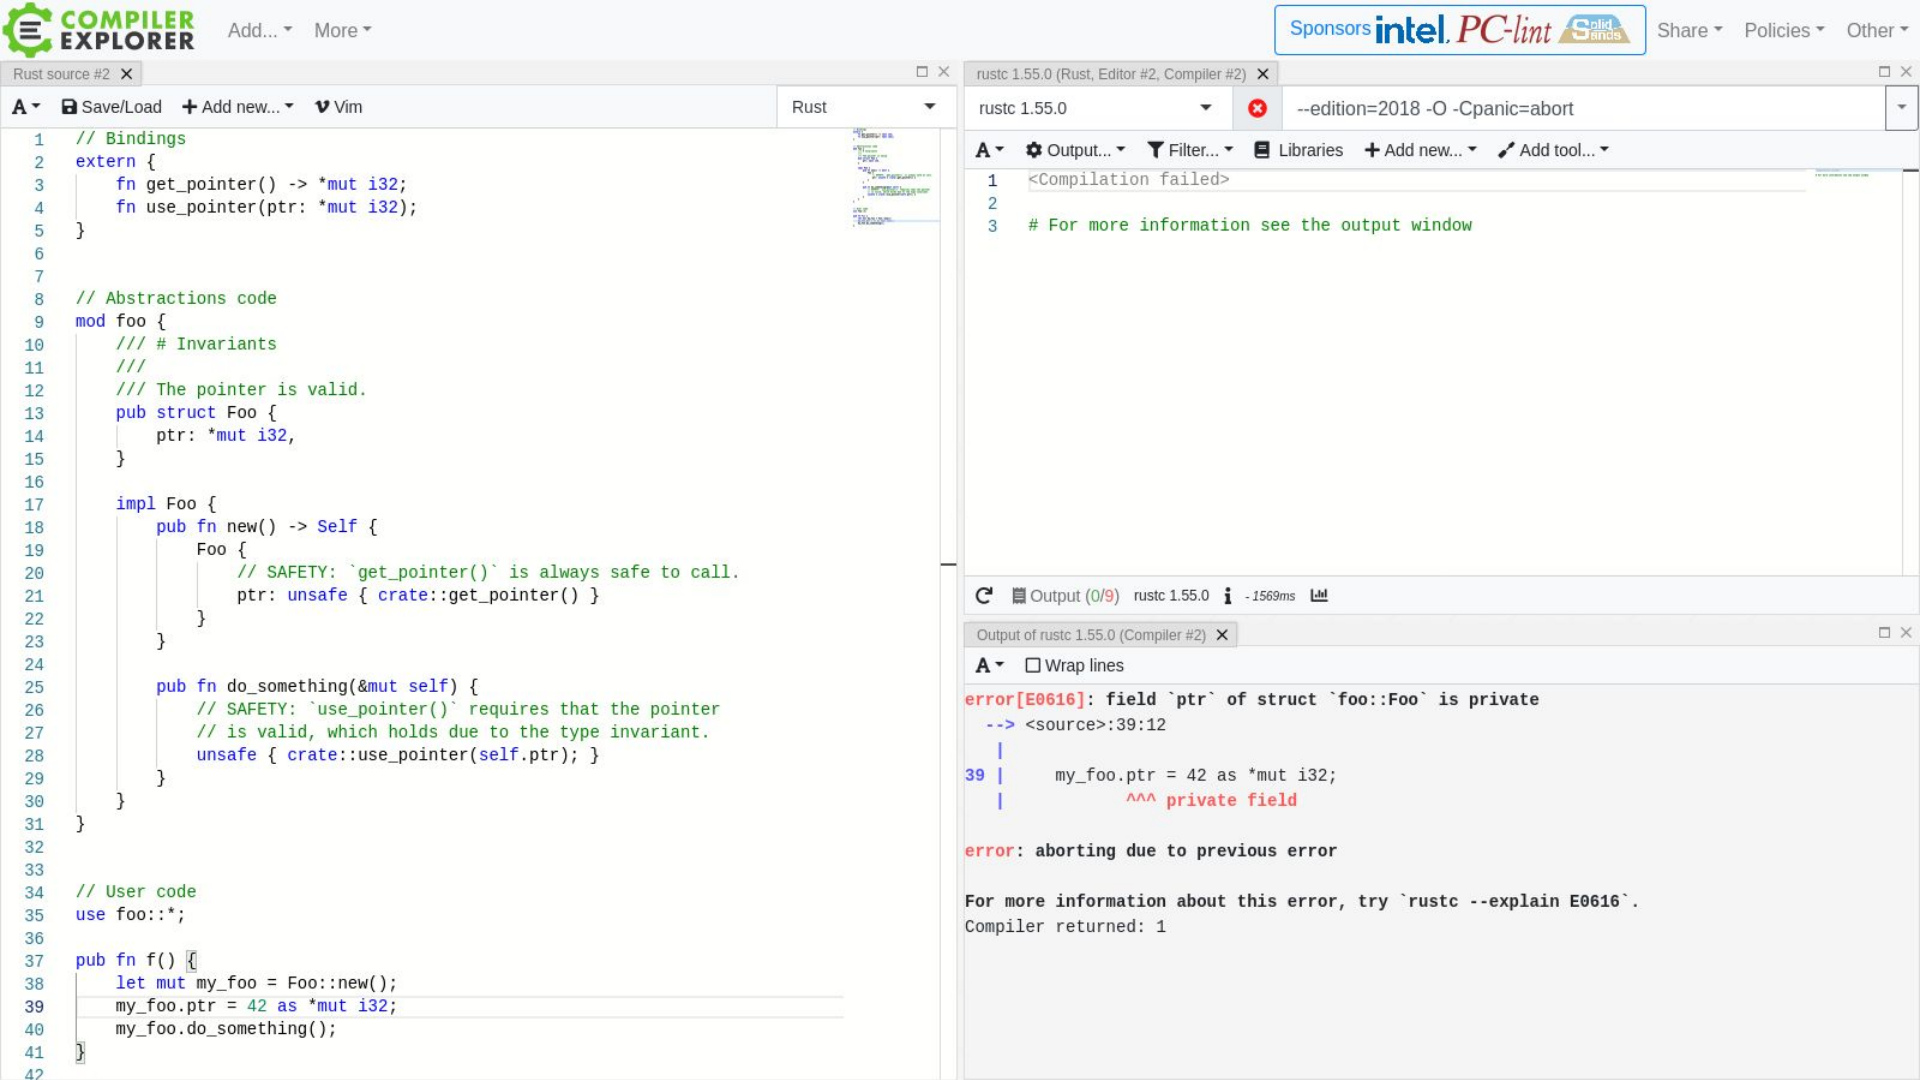 COMPILER
EXPLORER
Add...
More
Sponsors intel. PC-lint Solid Sands
Share
Policies
Other
Rust source #2
A
Save/Load
Add new...
Vim
Rust
1 // Bindings
2 extern {
3     fn get_pointer() -> *mut i32;
4     fn use_pointer(ptr: *mut i32);
5 }
6
7
8 // Abstractions code
9 mod foo {
10     /// # Invariants
11     ///
12     /// The pointer is valid.
13     pub struct Foo {
14         ptr: *mut i32,
15     }
16
17     impl Foo {
18         pub fn new() -> Self {
19             Foo {
20                 // SAFETY: `get_pointer()` is always safe to call.
21                 ptr: unsafe { crate::get_pointer() }
22             }
23         }
24
25         pub fn do_something(&mut self) {
26             // SAFETY: `use_pointer()` requires that the pointer
27             // is valid, which holds due to the type invariant.
28             unsafe { crate::use_pointer(self.ptr); }
29         }
30     }
31 }
32
33
34 // User code
35 use foo::*;
36
37 pub fn f() {
38     let mut my_foo = Foo::new();
39     my_foo.ptr = 42 as *mut i32;
40     my_foo.do_something();
41 }
42
rustc 1.55.0 (Rust, Editor #2, Compiler #2)
rustc 1.55.0
--edition=2018 -O -Cpanic=abort
A
Output...
Filter...
Libraries
Add new...
Add tool...
1 <Compilation failed>
2
3 # For more information see the output window
Output (0/9) rustc 1.55.0 i - 1569ms
Output of rustc 1.55.0 (Compiler #2)
A
Wrap lines
error[E0616]: field `ptr` of struct `foo::Foo` is private
  --> <source>:39:12
   |
39 |     my_foo.ptr = 42 as *mut i32;
   |            ^^^ private field
error: aborting due to previous error
For more information about this error, try `rustc --explain E0616`.
Compiler returned: 1